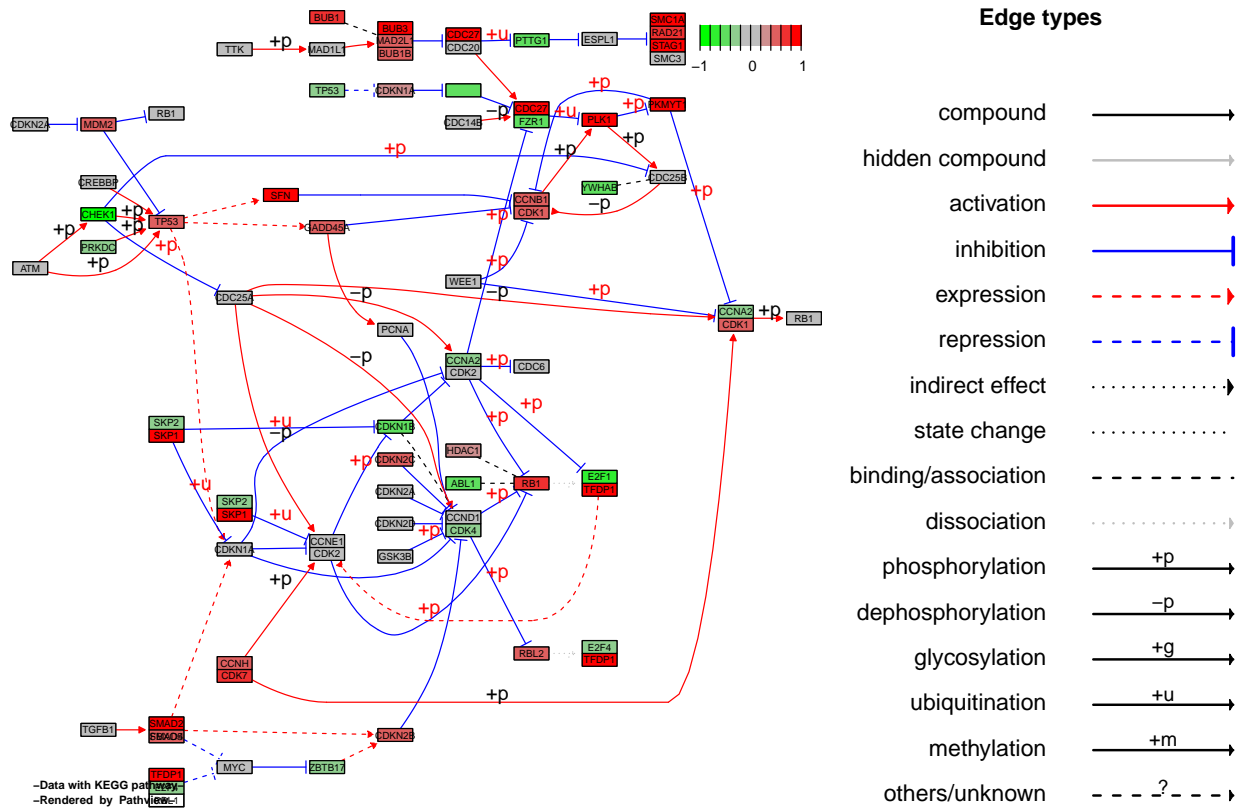 Edge types
BUB1
BUB3
MAD2L1
BUB1B
TTK
+p
MAD1L1
CDC27
CDC20
+u
PTTG1
ESPL1
SMC1A
RAD21
STAG1
SMC3
−1
0
1
TP53
CDKN1A
CDC27
FZR1
−p
CDC14B
+u
PLK1
+p
+p
PKMYT1
+p
+p
CDKN2A
MDM2
RB1
+p
CDC25B
YWHAB
−p
+p
CREBBP
CHEK1
+p
+p
TP53
PRKDC
+p
+p
+p
ATM
SFN
GADD45A
CCNB1
CDK1
+p
+p
WEE1
−p
+p
CDC25A
−p
PCNA
CCNA2
CDK1
+p
RB1
−p
CCNA2
CDK2
+p
CDC6
+p
+p
SKP2
SKP1
+u
−p
CDKN1B
+u
+p
CDKN2C
HDAC1
ABL1
RB1
E2F1
TFDP1
CDKN2A
+p
SKP2
SKP1
+u
CDKN2D
CCND1
CDK4
+p
CDKN1A
CCNE1
CDK2
GSK3B
+p
+p
+p
CCNH
CDK7
RBL2
E2F4
TFDP1
+p
TGFB1
SMAD2
CDKN2B
MYC
ZBTB17
TFDP1
−Data with KEGG pathway−
−Rendered by Pathview−
compound
hidden compound
activation
inhibition
expression
repression
indirect effect
state change
binding/association
dissociation
phosphorylation
+p
dephosphorylation
−p
glycosylation
+g
ubiquitination
+u
methylation
+m
others/unknown
?